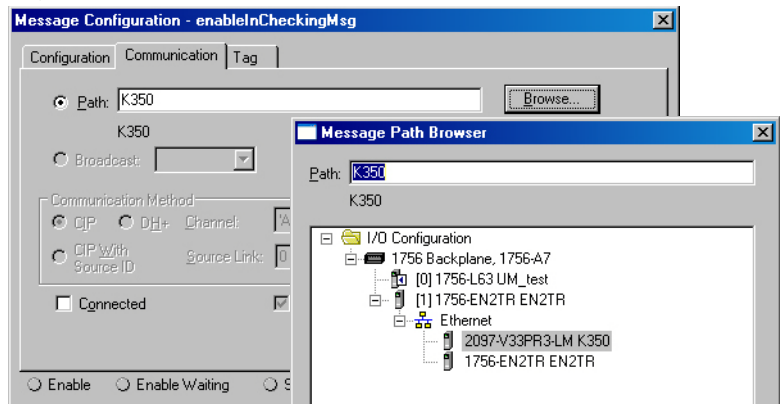 Message Configuration - enableInCheckingMsg
Configuration Communication Tag
Path: K350 Browse...
K350
Broadcast:
Communication Method
CIP DH+ Channel: 'A
CIP With Source ID Source Link: 0
Connected
Enable Enable Waiting
Message Path Browser
Path: K350
K350
I/O Configuration
1756 Backplane, 1756-A7
[0] 1756-L63 UM_test
[1] 1756-EN2TR EN2TR
Ethernet
2097-V33PR3-LM K350
1756-EN2TR EN2TR